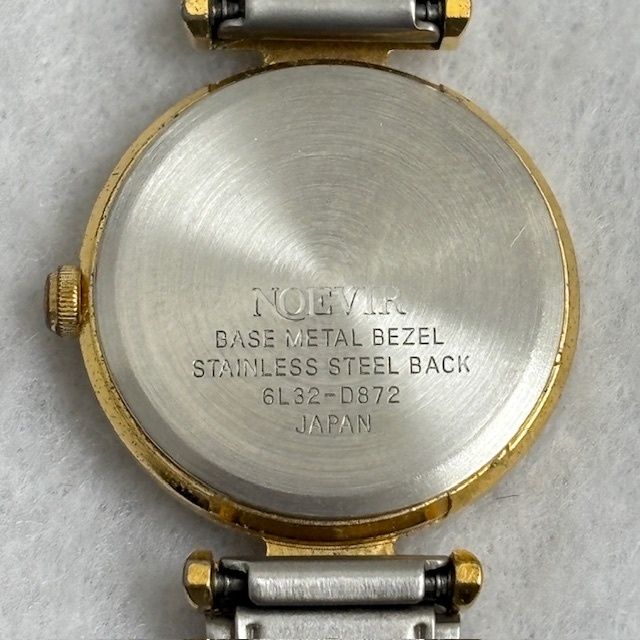 NOEVIR
BASE METAL BEZEL
STAINLESS STEEL BACK
6L32-D872
JAPAN